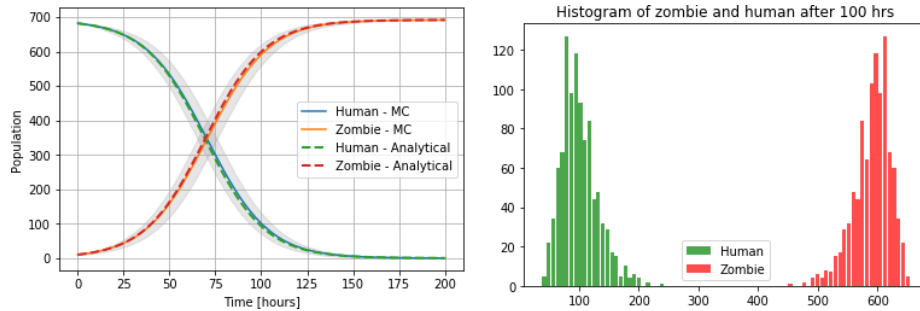 700
600
500
400
300
200
100
0
Population
Human - MC
Zombie - MC
Human - Analytical
Zombie - Analytical
0 25 50 75 100 125 150 175 200
Time [hours]
Histogram of zombie and human after 100 hrs
120
100
80
60
40
20
0
Human
Zombie
100 200 300 400 500 600